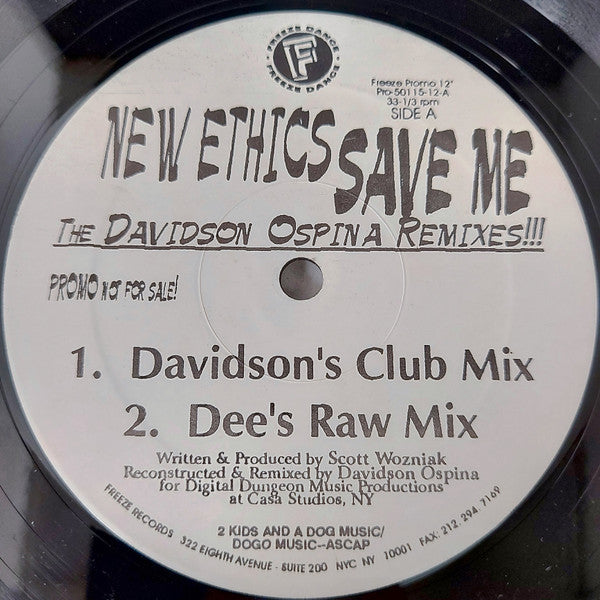 FREEZE DANCE
F
FREEZE DANCE
Freeze Promo 12"
Pro-50115-12-A
33-1/3 rpm
SIDE A
NEW ETHICS SAVE ME
THE DAVIDSON OSPINA REMIXES!!!
PROMO NOT FOR SALE!
1. Davidson's Club Mix
2. Dee's Raw Mix
Written & Produced by Scott Wozniak
Reconstructed & Remixed by Davidson Ospina
for Digital Dungeon Music Productions
at Casa Studios, NY
2 KIDS AND A DOG MUSIC/
DOGO MUSIC--ASCAP
FREEZE RECORDS 322 EIGHTH AVENUE - SUITE 200 NYC NY 10001 FAX: 212 294 7149